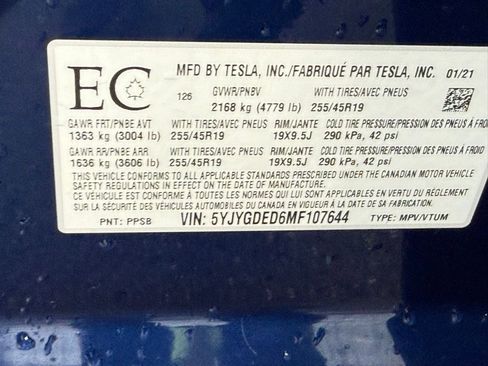 EC MFD BY TESLA, INC./FABRIQUÉ PAR TESLA, INC. 01/21
126 GVWR/PNBV WITH TIRES/AVEC PNEUS
2168 kg (4779 lb) 255/45R19
GAWR FRT/PNBE AVT WITH TIRES/AVEC PNEUS RIM/JANTE COLD TIRE PRESSURE/PRESSION DES PNEUS À FROID
1363 kg (3004 lb) 255/45R19 19X9.5J 290 kPa, 42 psi
GAWR RR/PNBE ARR WITH TIRES/AVEC PNEUS RIM/JANTE COLD TIRE PRESSURE/PRESSION DES PNEUS À FROID
1636 kg (3606 lb) 255/45R19 19X9.5J 290 kPa, 42 psi
THIS VEHICLE CONFORMS TO ALL APPLICABLE STANDARDS PRESCRIBED UNDER THE CANADIAN MOTOR VEHICLE
SAFETY REGULATIONS IN EFFECT ON THE DATE OF MANUFACTURE.
CE VÉHICULE EST CONFORME À TOUTES LES NORMES QUI LUI SONT APPLICABLES EN VERTU DU RÈGLEMENT
SUR LA SÉCURITÉ DES VÉHICULES AUTOMOBILES DU CANADA EN VIGUEUR À LA DATE DE SA FABRICATION.
PNT: PPSB VIN: 5YJYGDED6MF107644 TYPE: MPV/VTUM